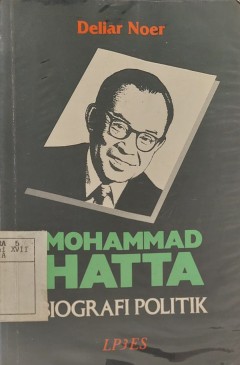 Deliar Noer
MOHAMMAD
HATTA
BIOGRAFI POLITIK
LP3ES